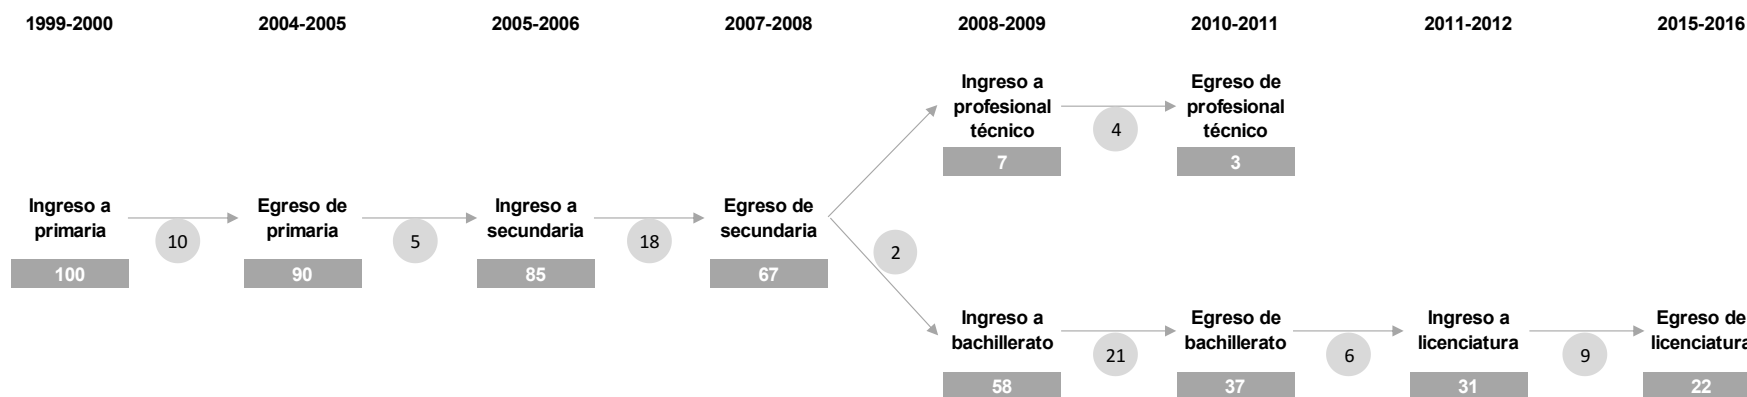 1999-2000
2004-2005
2005-2006
2007-2008
2008-2009
2010-2011
2011-2012
2015-2016
Ingreso a
profesional
técnico
7
4
Egreso de
profesional
técnico
3
Ingreso a
primaria
100
10
Egreso de
primaria
90
5
Ingreso a
secundaria
85
18
Egreso de
secundaria
67
2
Ingreso a
bachillerato
58
21
Egreso de
bachillerato
37
6
Ingreso a
licenciatura
31
9
Egreso de
licenciatura
22